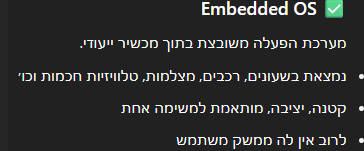 Embedded OS ✅
מערכת הפעלה משובצת בתוך מכשיר ייעודי.
• נמצאת בשעונים, רכבים, מצלמות, טלוויזיות חכמות וכו׳
• קטנה, יציבה, מותאמת למשימה אחת
• לרוב אין לה ממשק משתמש